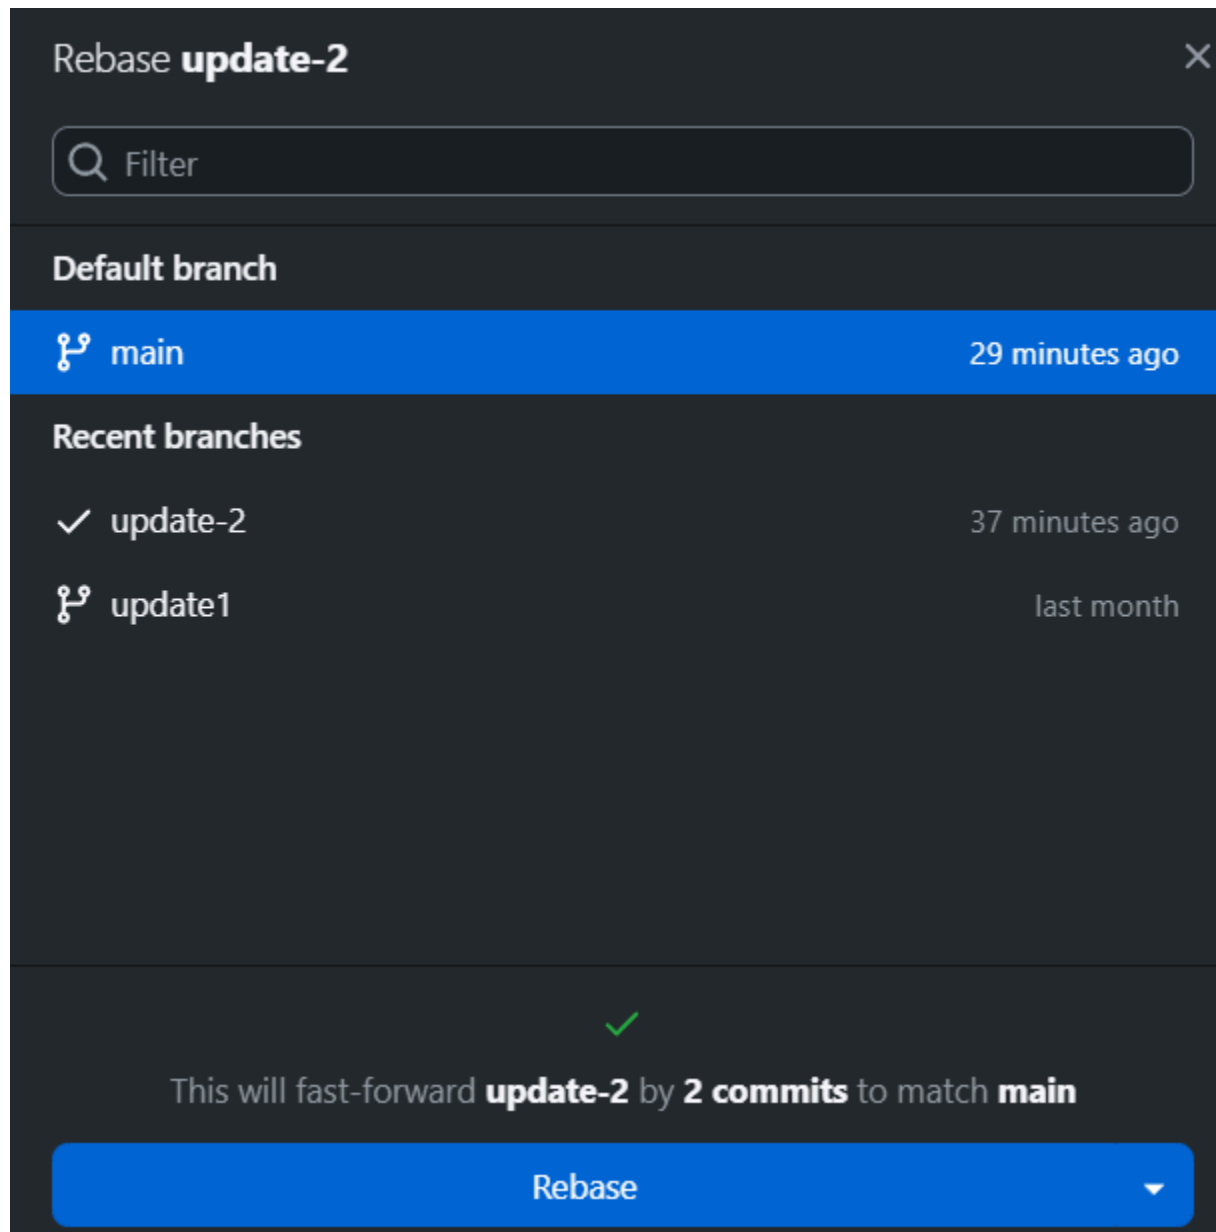 Rebase update-2
Filter
Default branch
main 29 minutes ago
Recent branches
update-2 37 minutes ago
update1 last month
This will fast-forward update-2 by 2 commits to match main
Rebase